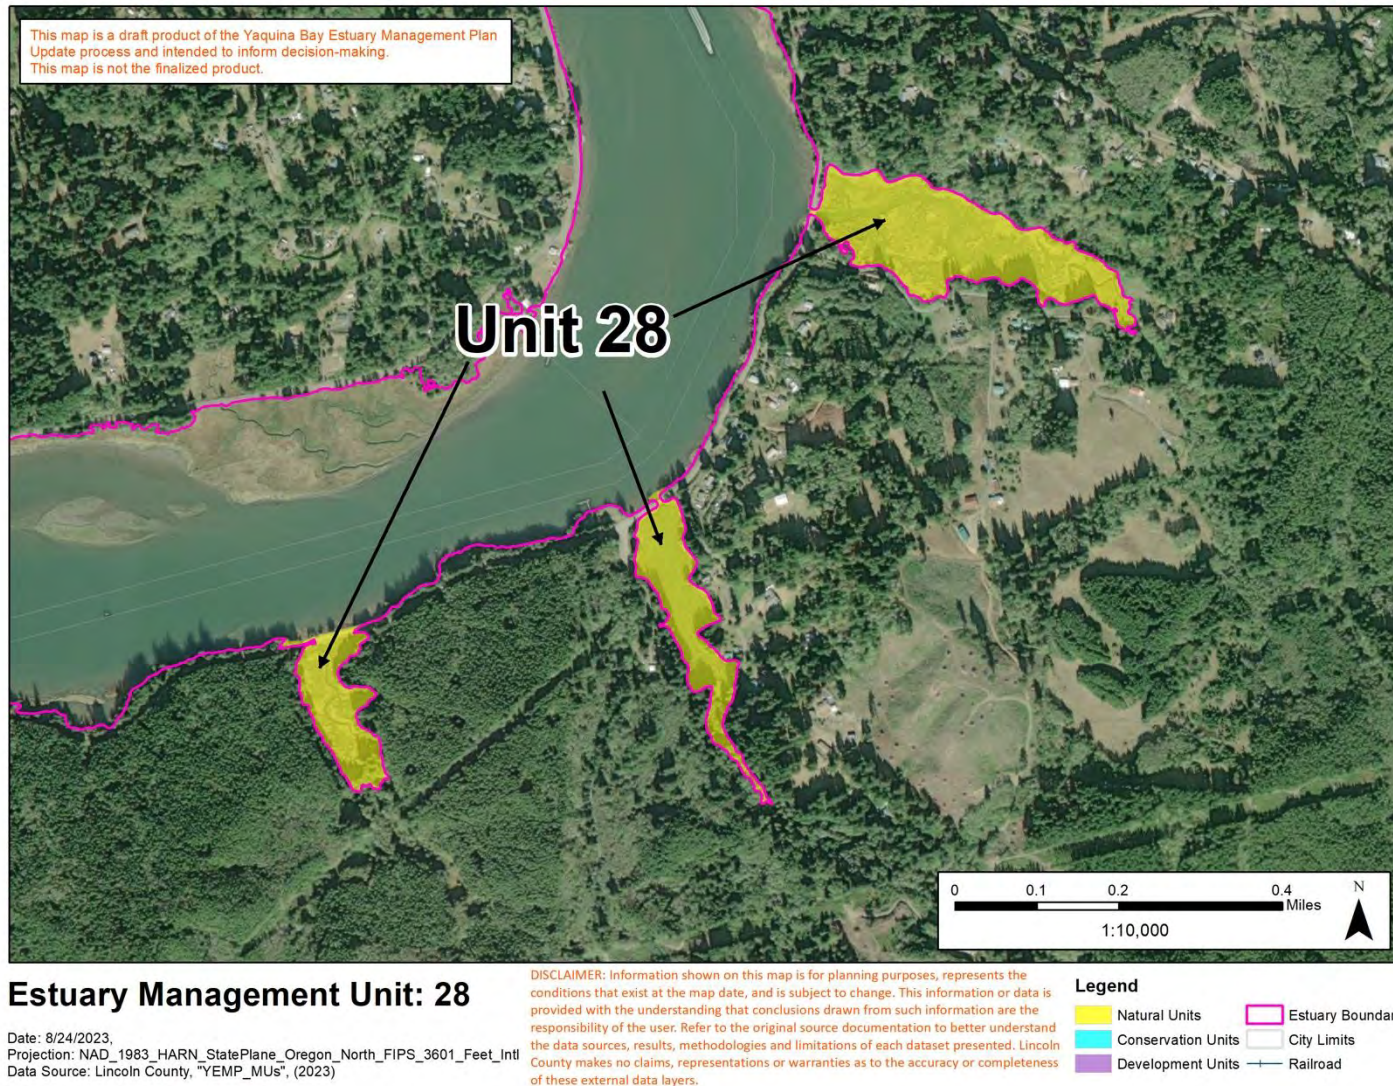 This map is a draft product of the Yaquina Bay Estuary Management Plan
Update process and intended to inform decision-making.
This map is not the finalized product.
Unit 28
0 0.1 0.2 0.4
Miles
N
1:10,000
Estuary Management Unit: 28
Date: 8/24/2023,
Projection: NAD_1983_HARN_StatePlane_Oregon_North_FIPS_3601_Feet_Intl
Data Source: Lincoln County, "YEMP_MUs", (2023)
DISCLAIMER: Information shown on this map is for planning purposes, represents the
conditions that exist at the map date, and is subject to change. This information or data is
provided with the understanding that conclusions drawn from such information are the
responsibility of the user. Refer to the original source documentation to better understand
the data sources, results, methodologies and limitations of each dataset presented. Lincoln
County makes no claims, representations or warranties as to the accuracy or completeness
of these external data layers.
Legend
Natural Units
Conservation Units
Development Units
Estuary Boundar
City Limits
Railroad